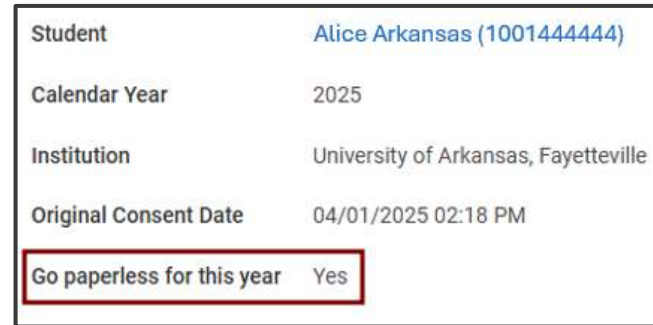 Student Alice Arkansas (1001444444)
Calendar Year 2025
Institution University of Arkansas, Fayetteville
Original Consent Date 04/01/2025 02:18 PM
Go paperless for this year Yes